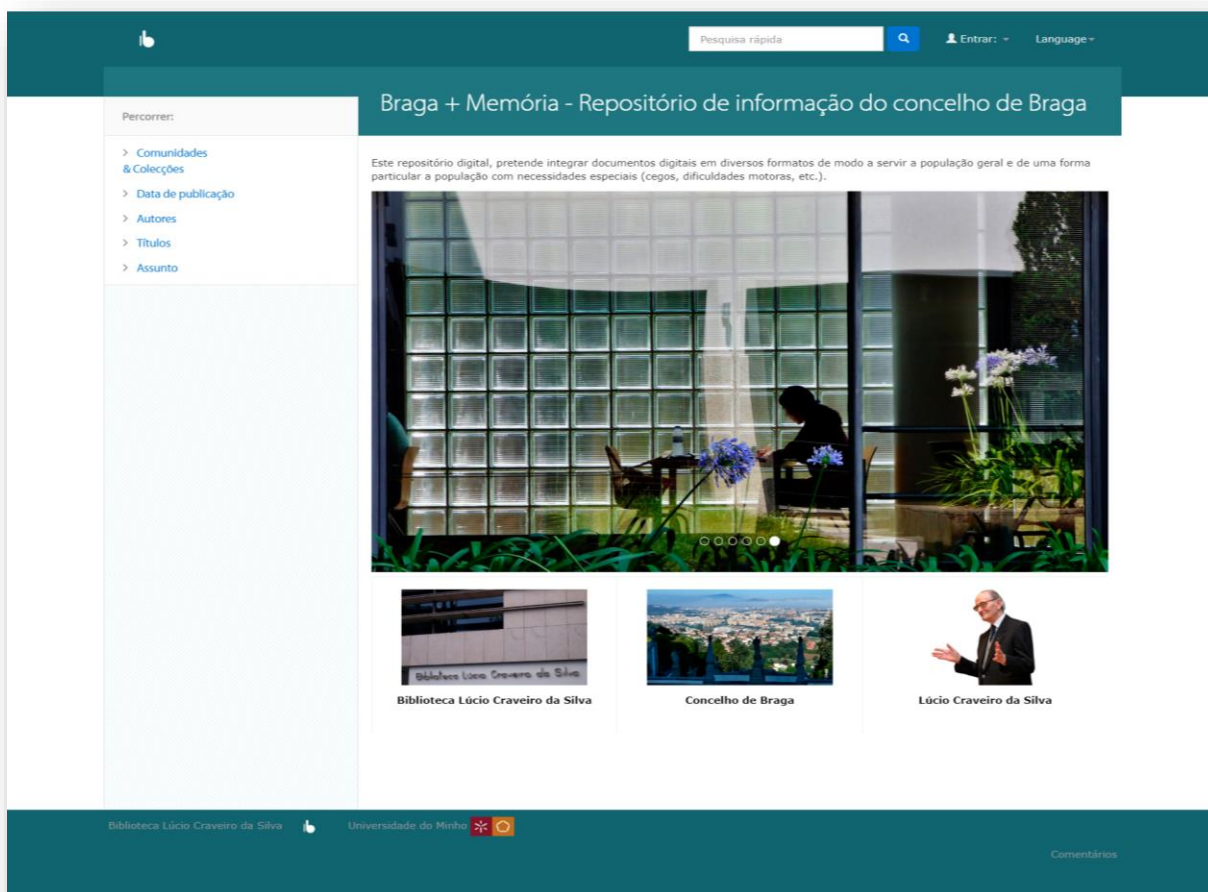 Pesquisa rápida
Entrar:
Language
Braga + Memória - Repositório de informação do concelho de Braga
Percorrer:
Comunidades
& Colecções
Data de publicação
Autores
Títulos
Assunto
Este repositório digital, pretende integrar documentos digitais em diversos formatos de modo a servir a população geral e de uma forma
particular a população com necessidades especiais (cegos, dificuldades motoras, etc.).
Biblioteca Lúcio Craveiro da Silva
Biblioteca Lúcio Craveiro da Silva
Concelho de Braga
Lúcio Craveiro da Silva
Biblioteca Lúcio Craveiro da Silva
Universidade do Minho
Comentários